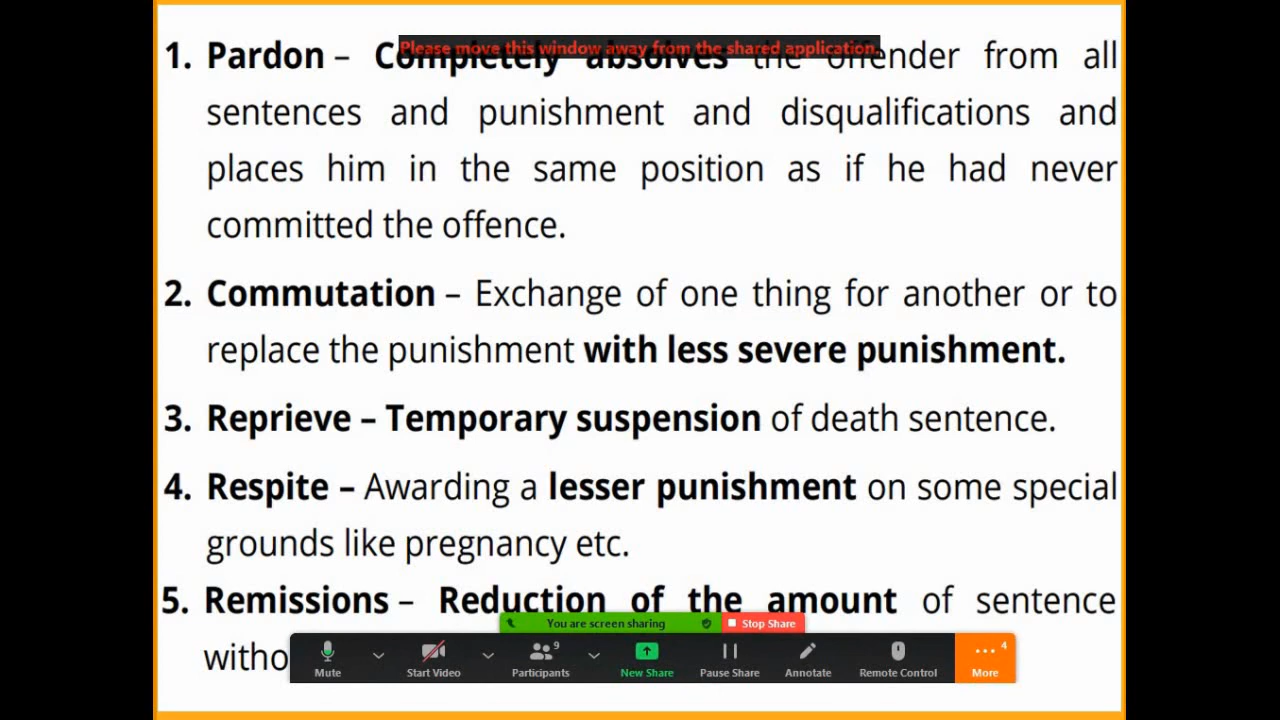 Please move this window away from the shared application.
1. Pardon – Completely absolves the offender from all
sentences and punishment and disqualifications and
places him in the same position as if he had never
committed the offence.
2. Commutation – Exchange of one thing for another or to
replace the punishment with less severe punishment.
3. Reprieve – Temporary suspension of death sentence.
4. Respite – Awarding a lesser punishment on some special
grounds like pregnancy etc.
5. Remissions – Reduction of the amount of sentence
You are screen sharing Stop Share
witho
9 4
Mute Start Video Participants New Share Pause Share Annotate Remote Control More